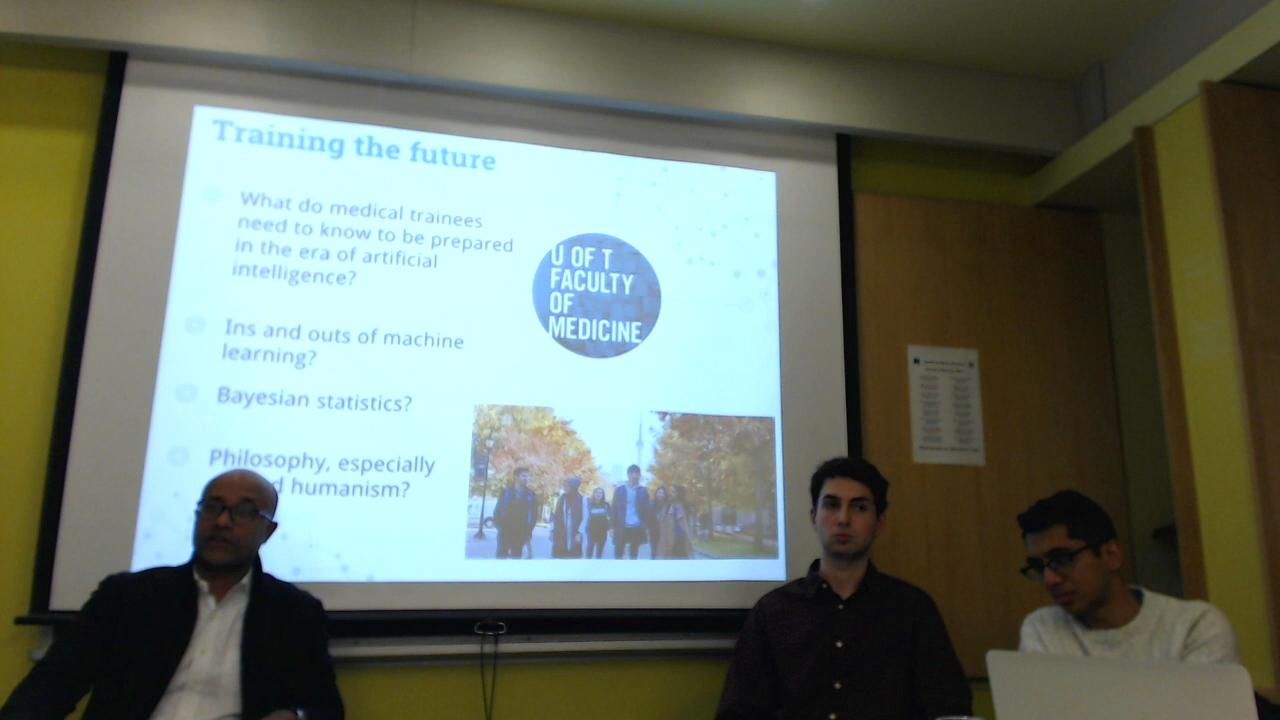 Training the future
What do medical trainees
need to know to be prepared
in the era of artificial
intelligence?
Ins and outs of machine
learning?
Bayesian statistics?
Philosophy, especially
humanism?
U OF T
FACULTY
OF
MEDICINE